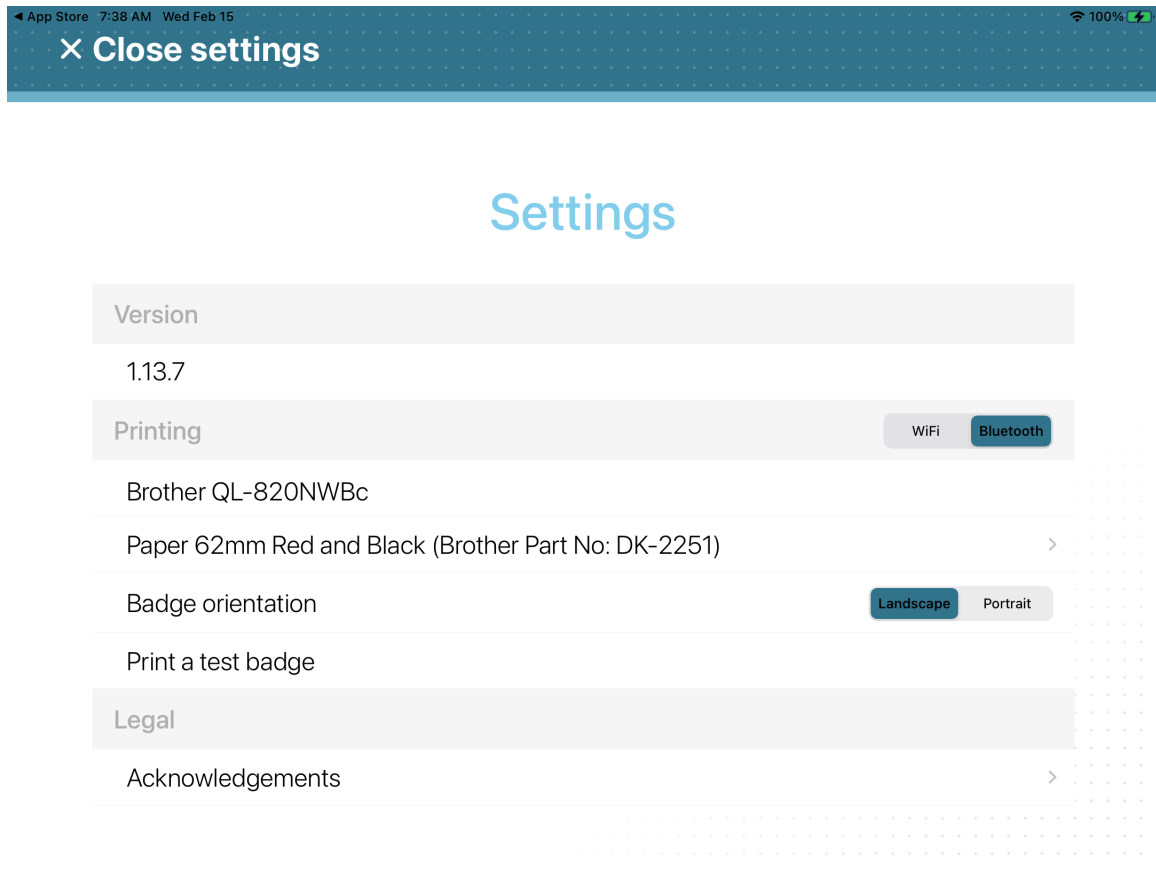 ◀ App Store 7:38 AM Wed Feb 15 100%
× Close settings
Settings
Version
1.13.7
Printing WiFi Bluetooth
Brother QL-820NWBc
Paper 62mm Red and Black (Brother Part No: DK-2251)
Badge orientation Landscape Portrait
Print a test badge
Legal
Acknowledgements